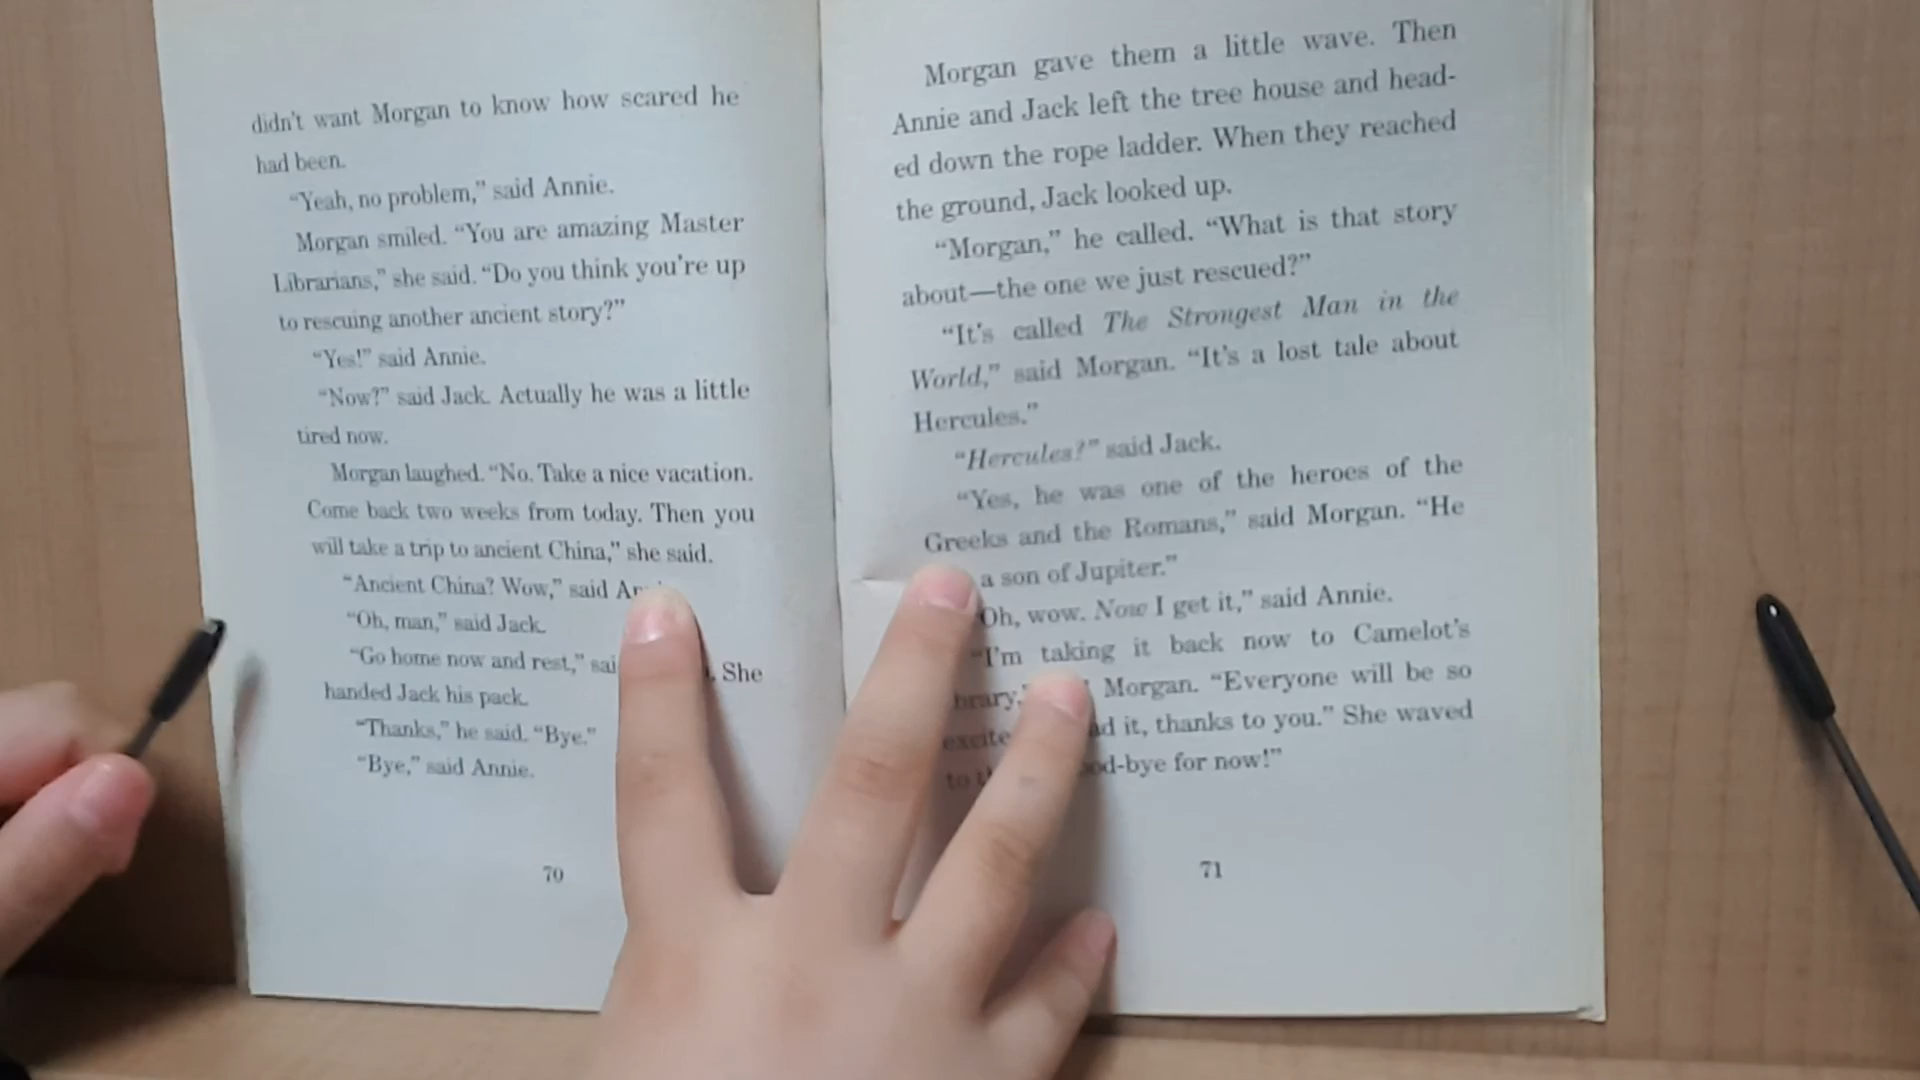 didn't want Morgan to know how scared he
had been.
"Yeah, no problem," said Annie.
Morgan smiled. "You are amazing Master
Librarians," she said. "Do you think you're up
to rescuing another ancient story?"
"Yes!" said Annie.
"Now?" said Jack. Actually he was a little
tired now.
Morgan laughed. "No. Take a nice vacation.
Come back two weeks from today. Then you
will take a trip to ancient China," she said.
"Ancient China? Wow," said
"Oh, man," said Jack.
"Go home now and rest," She
handed Jack his pack.
"Thanks," he said. "Bye."
"Bye," said Annie.
70
Morgan gave them a little wave. Then
Annie and Jack left the tree house and head-
ed down the rope ladder. When they reached
the ground, Jack looked up.
"Morgan," he called. "What is that story
about—the one we just rescued?"
"It's called The Strongest Man in the
World," said Morgan. "It's a lost tale about
Hercules."
"Hercules?" said Jack.
"Yes, he was one of the heroes of the
Greeks and the Romans," said Morgan. "He
a son of Jupiter."
Oh, wow. Now I get it," said Annie.
"I'm taking it back now to Camelot's
Morgan. "Everyone will be so
it, thanks to you." She waved
for now!"
71